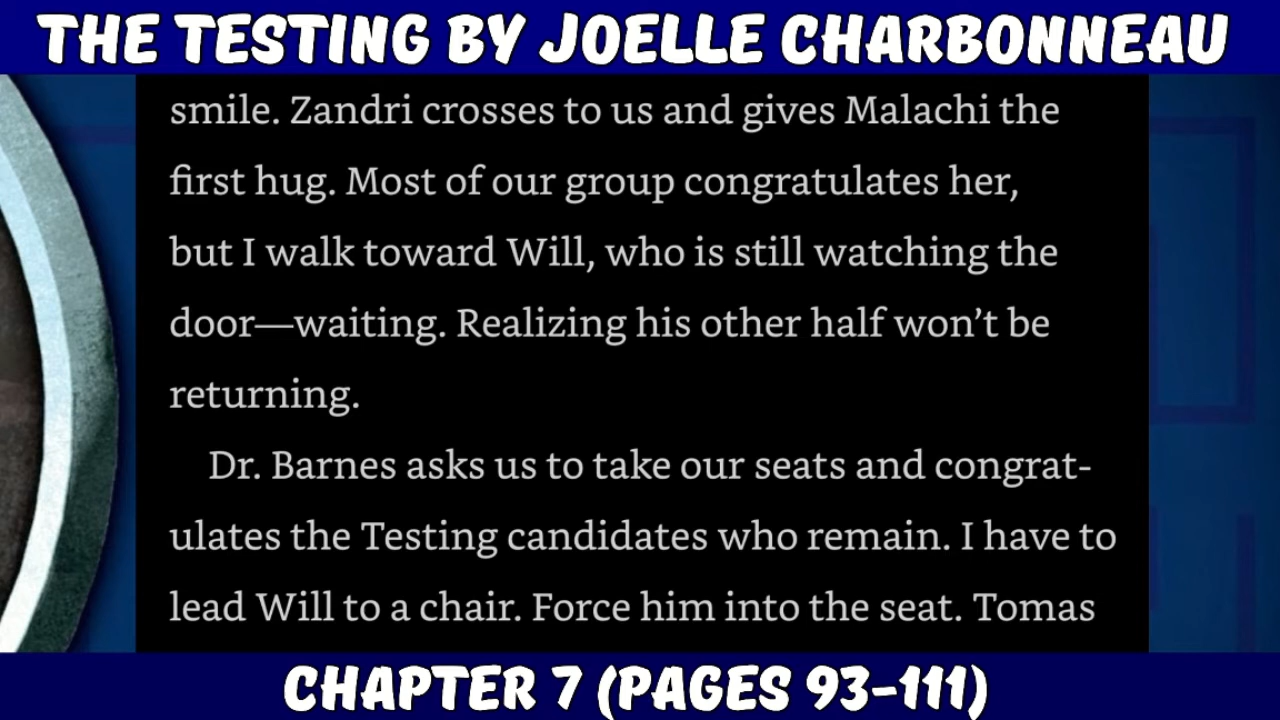 THE TESTING BY JOELLE CHARBONNEAU
smile. Zandri crosses to us and gives Malachi the
first hug. Most of our group congratulates her,
but I walk toward Will, who is still watching the
door—waiting. Realizing his other half won’t be
returning.
Dr. Barnes asks us to take our seats and congrat-
ulates the Testing candidates who remain. I have to
lead Will to a chair. Force him into the seat. Tomas
CHAPTER 7 (PAGES 93-111)